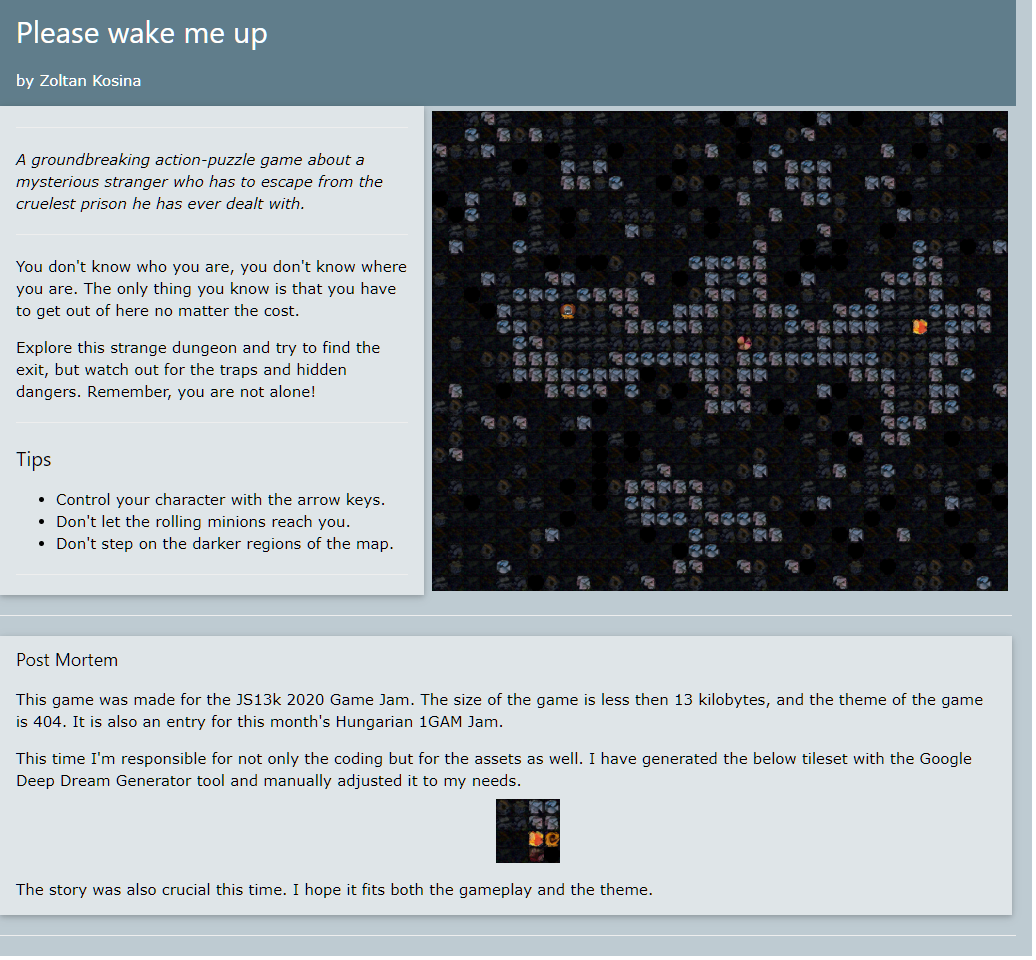 Please wake me up
by Zoltan Kosina
A groundbreaking action-puzzle game about a
mysterious stranger who has to escape from the
cruelest prison he has ever dealt with.
You don't know who you are, you don't know where
you are. The only thing you know is that you have
to get out of here no matter the cost.
Explore this strange dungeon and try to find the
exit, but watch out for the traps and hidden
dangers. Remember, you are not alone!
Tips
• Control your character with the arrow keys.
• Don't let the rolling minions reach you.
• Don't step on the darker regions of the map.
Post Mortem
This game was made for the JS13k 2020 Game Jam. The size of the game is less then 13 kilobytes, and the theme of the game
is 404. It is also an entry for this month's Hungarian 1GAM Jam.
This time I'm responsible for not only the coding but for the assets as well. I have generated the below tileset with the Google
Deep Dream Generator tool and manually adjusted it to my needs.
The story was also crucial this time. I hope it fits both the gameplay and the theme.